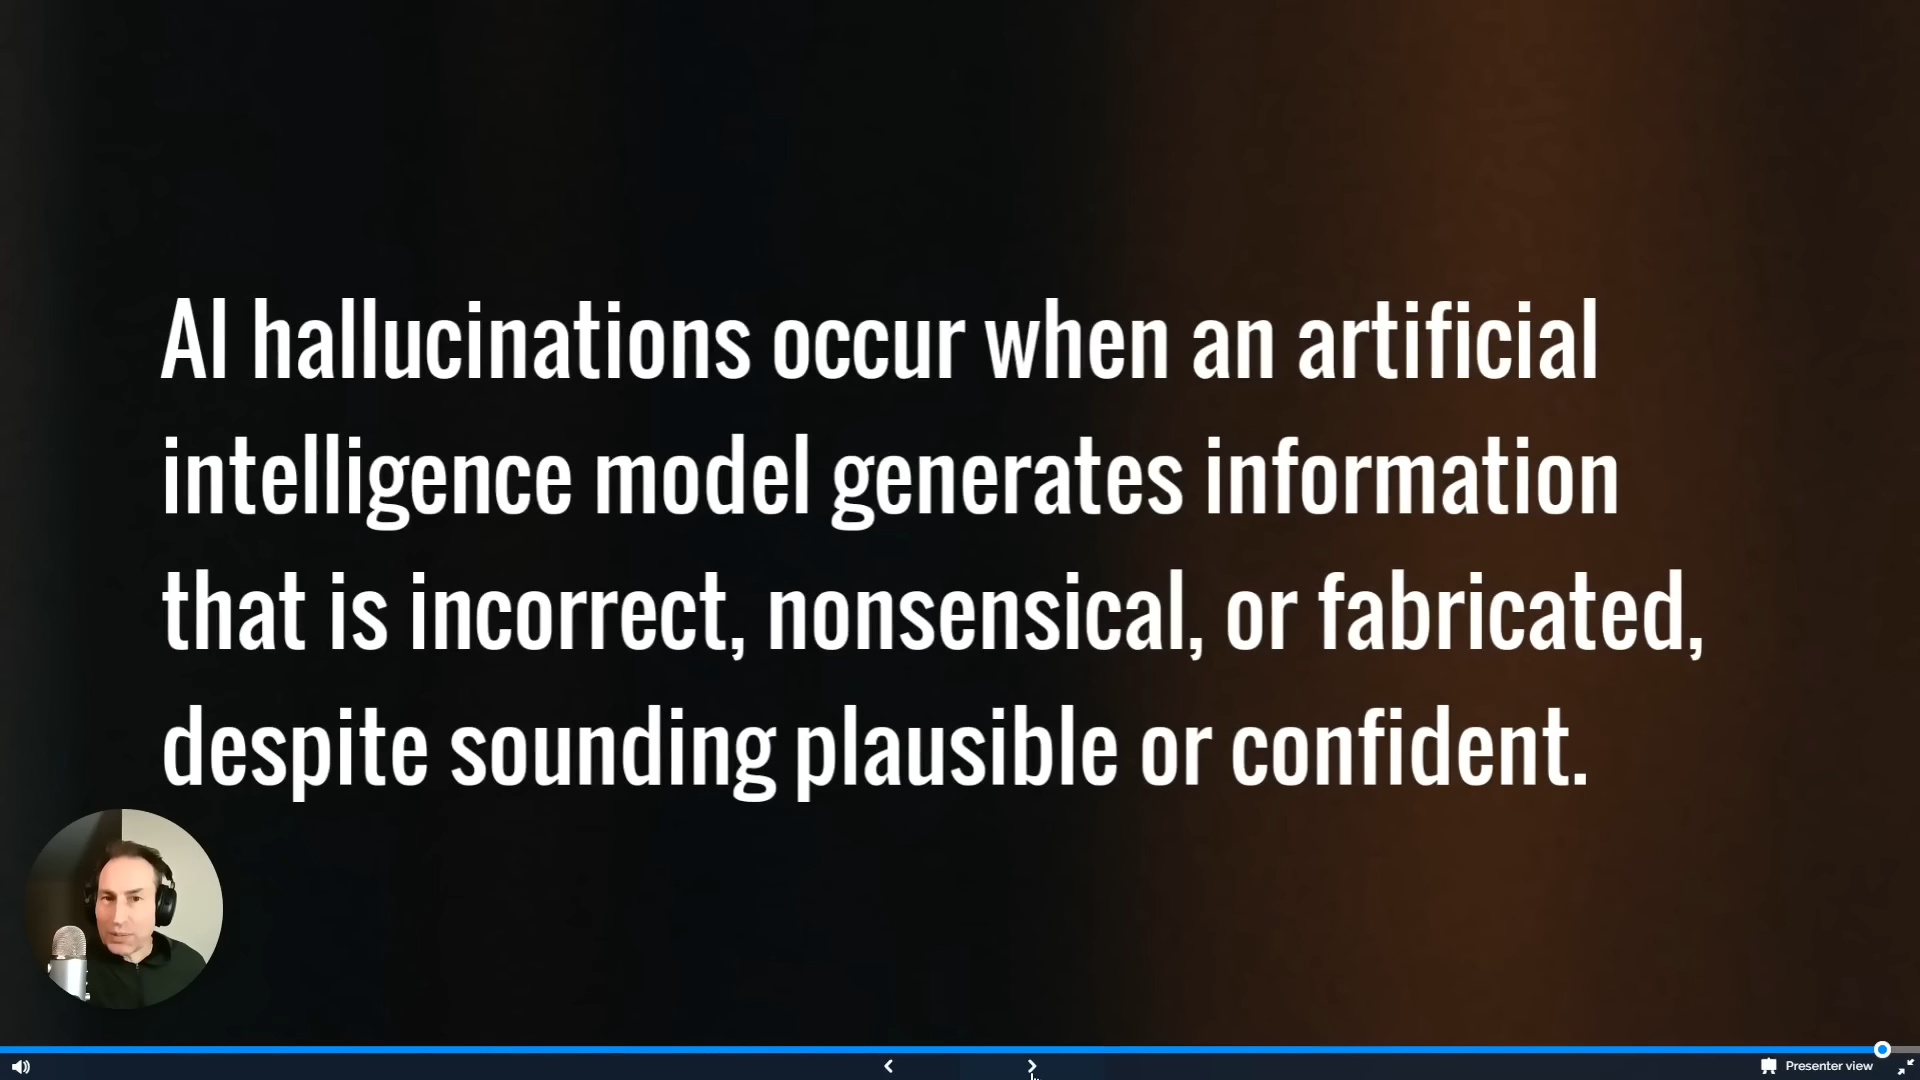 AI hallucinations occur when an artificial
intelligence model generates information
that is incorrect, nonsensical, or fabricated,
despite sounding plausible or confident.
Presenter view